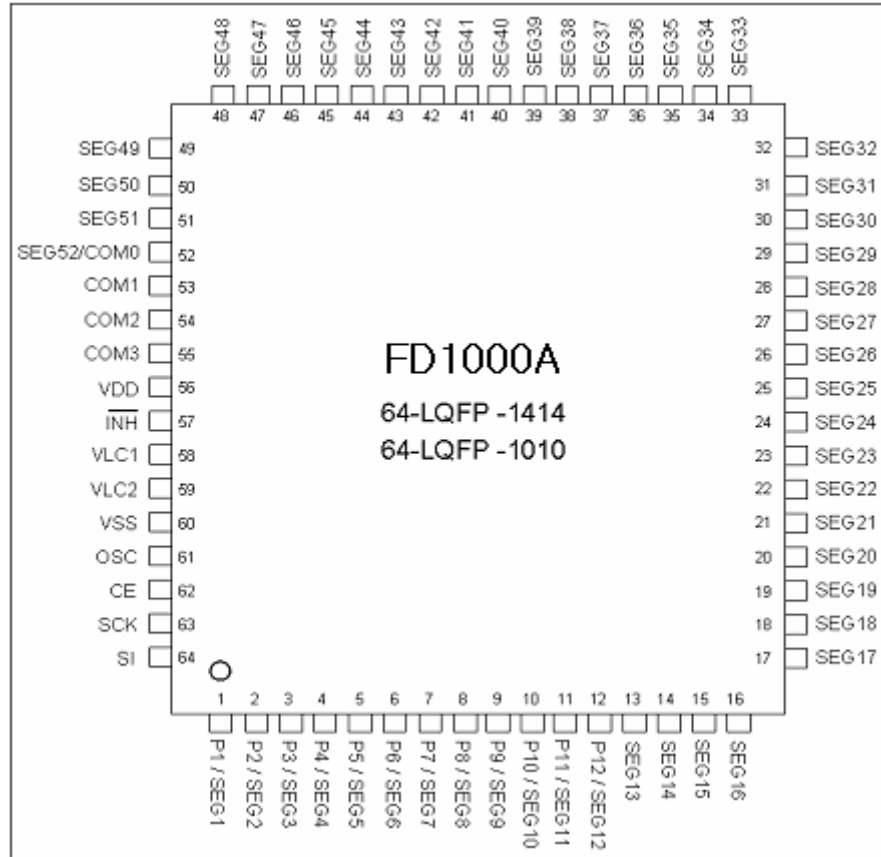 SEG48 SEG47 SEG46 SEG45 SEG44 SEG43 SEG42 SEG41 SEG40 SEG39 SEG38 SEG37 SEG36 SEG35 SEG34 SEG33
48 47 46 45 44 43 42 41 40 39 38 37 36 35 34 33
SEG49 49 32 SEG32
SEG50 50 31 SEG31
SEG51 51 30 SEG30
SEG52/COM0 52 29 SEG29
COM1 53 28 SEG28
COM2 54 27 SEG27
COM3 55 26 SEG26
FD1000A
VDD 56 25 SEG25
64-LQFP -1414
INH 57 24 SEG24
64-LQFP -1010
VLC1 58 23 SEG23
VLC2 59 22 SEG22
VSS 60 21 SEG21
OSC 61 20 SEG20
CE 62 19 SEG19
SCK 63 18 SEG18
SI 64 17 SEG17
1 2 3 4 5 6 7 8 9 10 11 12 13 14 15 16
P1 / SEG1 P2 / SEG2 P3 / SEG3 P4 / SEG4 P5 / SEG5 P6 / SEG6 P7 / SEG7 P8 / SEG8 P9 / SEG9 P10 / SEG10 P11 / SEG11 P12 / SEG12 SEG13 SEG14 SEG15 SEG16